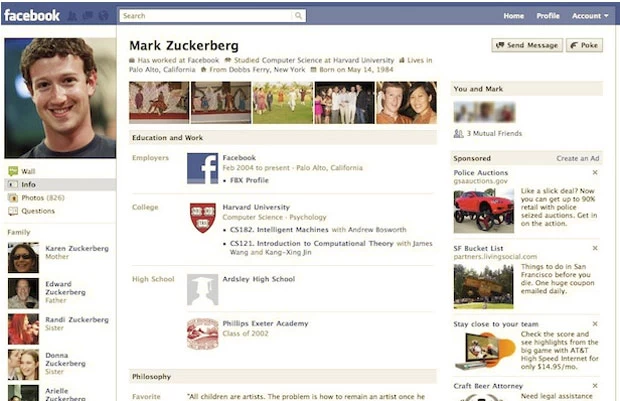 facebook
Search
Home Profile Account
Mark Zuckerberg
Send Message
Poke
Has worked at Facebook Studied Computer Science at Harvard University Lives in
Palo Alto, California From Dobbs Ferry, New York Born on May 14, 1984
Wall
Info
Photos (826)
Questions
Family
Karen Zuckerberg
Mother
Edward
Zuckerberg
Father
Randi Zuckerberg
Sister
Donna
Zuckerberg
Sister
Arielle
Zuckerberg
Education and Work
Employers
Facebook
Feb 2004 to present · Palo Alto, California
• FBX Profile
College
Harvard University
Computer Science · Psychology
• CS182. Intelligent Machines with Andrew Bosworth
• CS121. Introduction to Computational Theory with James
Wang and Kang-Xing Jin
High School
Ardsley High School
Phillips Exeter Academy
Class of 2002
Philosophy
Favorite
"All children are artists. The problem is how to remain an artist once he
You and Mark
3 Mutual Friends
Sponsored
Create an Ad
Police Auctions
gsaauctions.gov
Like a slick deal? Now
you can get up to 90%
retail with police
seized auctions. Get in
on the action.
SF Bucket List
partners.livingsocial.com
Things to do in San
Francisco before you
die. One huge coupon
emailed daily.
Stay close to your team
Check the score and
see highlights from the
big game with AT&T
High Speed Internet for
only $14.95/mo.
Craft Beer Attorney
Need legal assistance